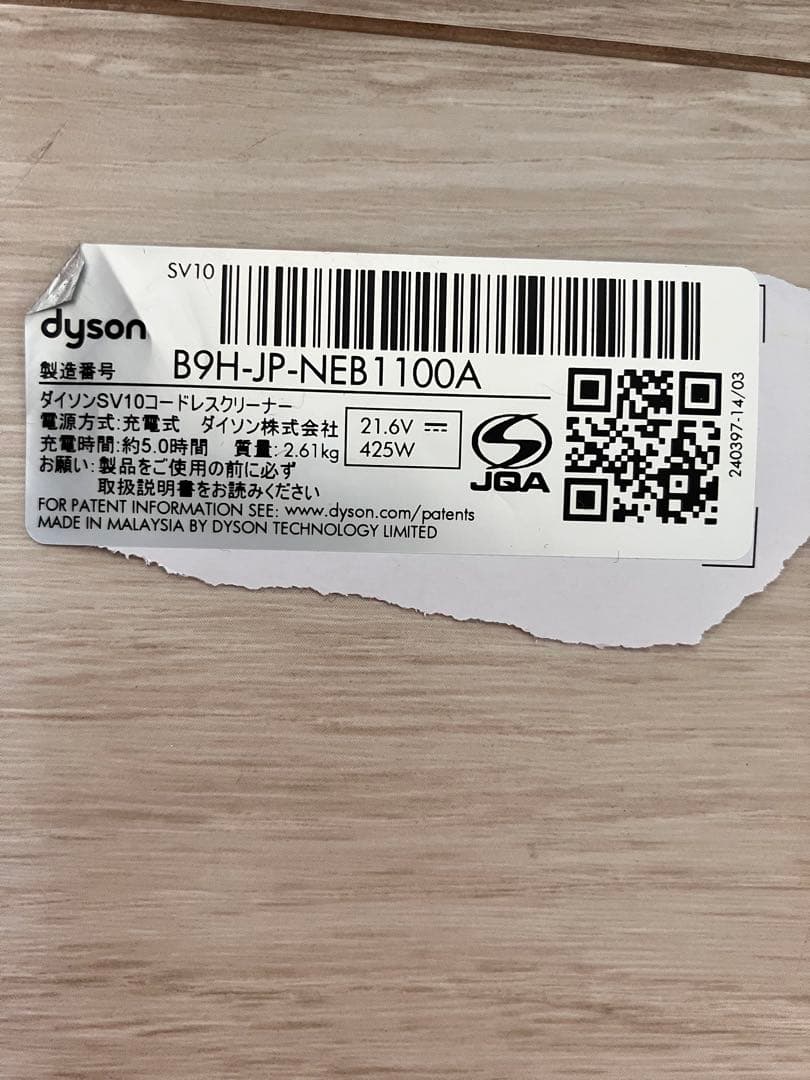 SV10
dyson
製造番号 B9H-JP-NEB1100A
ダイソンSV10コードレスクリーナー
電源方式:充電式 ダイソン株式会社
充電時間:約5.0時間 質量:2.61kg
21.6V ⎓
425W
JQA
お願い:製品をご使用の前に必ず
取扱説明書をお読みください
FOR PATENT INFORMATION SEE: www.dyson.com/patents
MADE IN MALAYSIA BY DYSON TECHNOLOGY LIMITED
240397-14/03